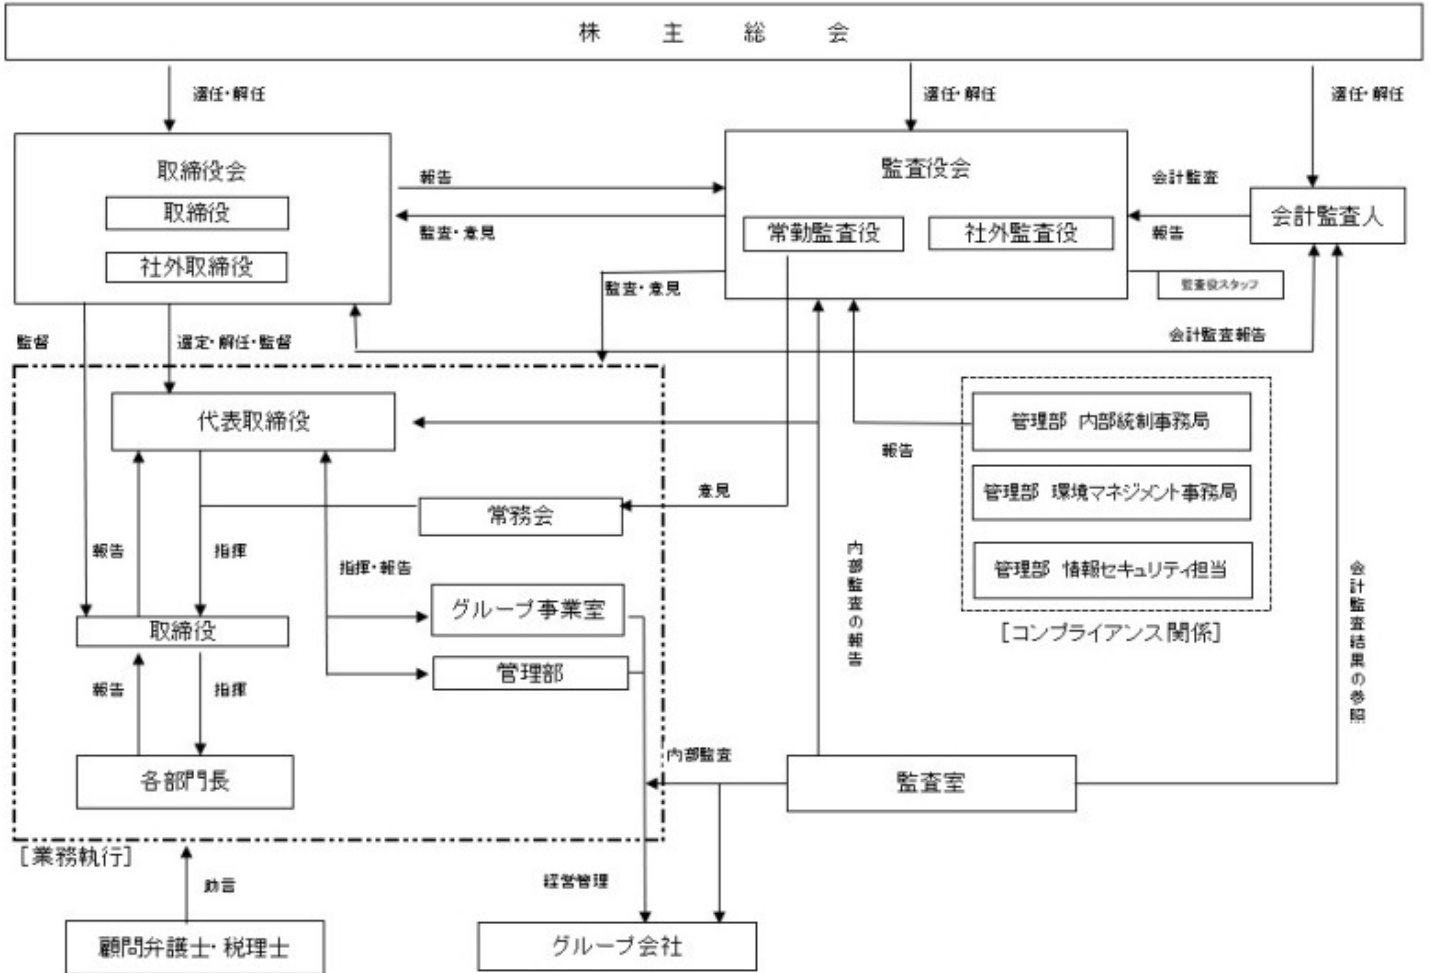 株 主 総 会
選任・解任
選任・解任
選任・解任
取締役会
取締役
社外取締役
報告
監査・意見
監査役会
常勤監査役
社外監査役
会計監査
報告
会計監査人
監査役スタッフ
監査・意見
会計監査報告
監督
選定・解任・監督
代表取締役
管理部 内部統制事務局
報告
管理部 環境マネジメント事務局
意見
常務会
報告
指揮
指揮・報告
内部監査の報告
管理部 情報セキュリティ担当
会計監査結果の参照
グループ事業室
[コンプライアンス関係]
取締役
管理部
報告
指揮
内部監査
各部門長
監査室
[業務執行]
助言
経営管理
顧問弁護士・税理士
グループ会社